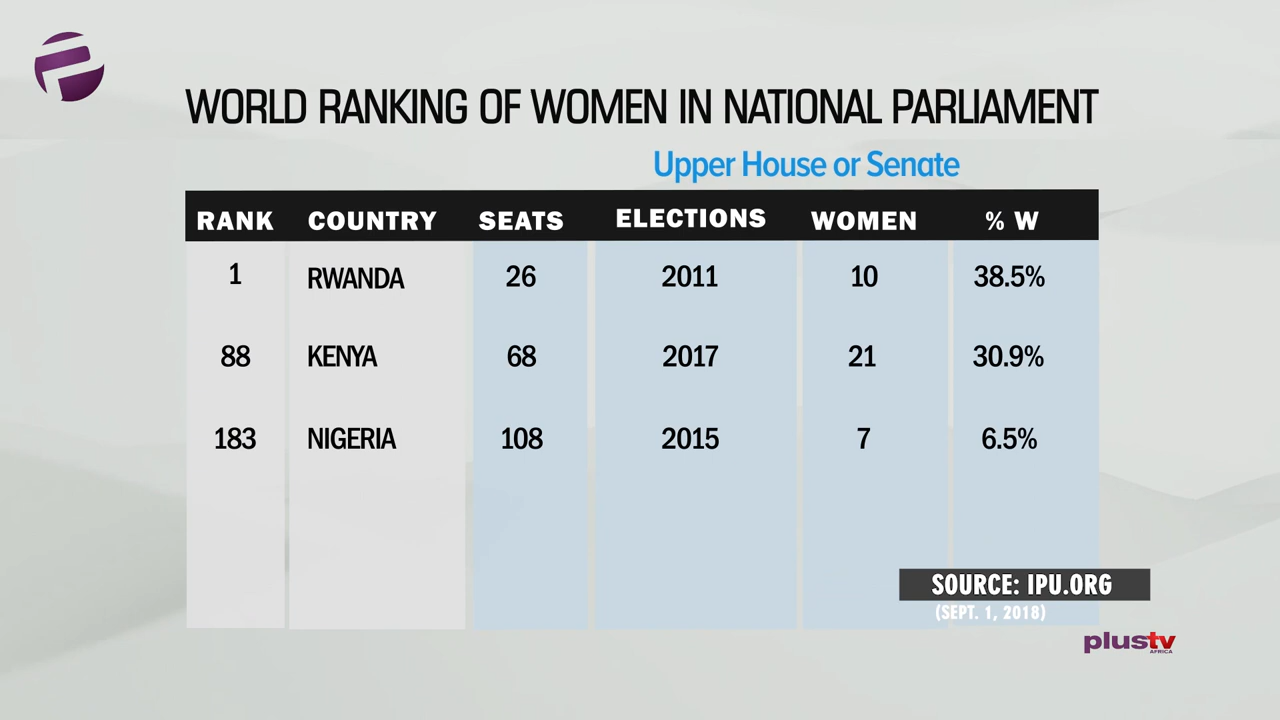 WORLD RANKING OF WOMEN IN NATIONAL PARLIAMENT
Upper House or Senate
RANK COUNTRY SEATS ELECTIONS WOMEN % W
1 RWANDA 26 2011 10 38.5%
88 KENYA 68 2017 21 30.9%
183 NIGERIA 108 2015 7 6.5%
SOURCE: IPU.ORG
(SEPT. 1, 2018)
plustv
AFRICA